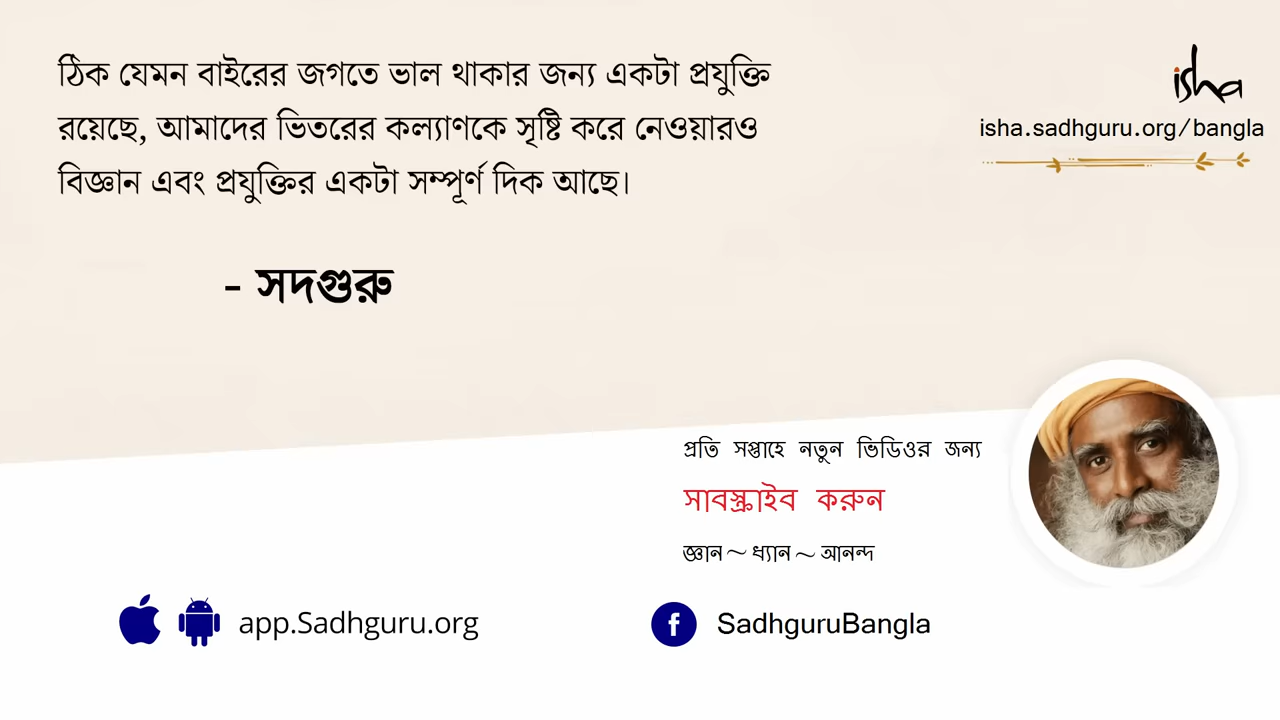 ঠিক যেমন বাইরের জগতে ভাল থাকার জন্য একটা প্রযুক্তি
রয়েছে, আমাদের ভিতরের কল্যাণকে সৃষ্টি করে নেওয়ারও
বিজ্ঞান এবং প্রযুক্তির একটা সম্পূর্ণ দিক আছে।
- সদগুরু
isha
isha.sadhguru.org/bangla
প্রতি সপ্তাহে নতুন ভিডিওর জন্য
সাবস্ক্রাইব করুন
জ্ঞান ~ ধ্যান ~ আনন্দ
app.Sadhguru.org
f SadhguruBangla